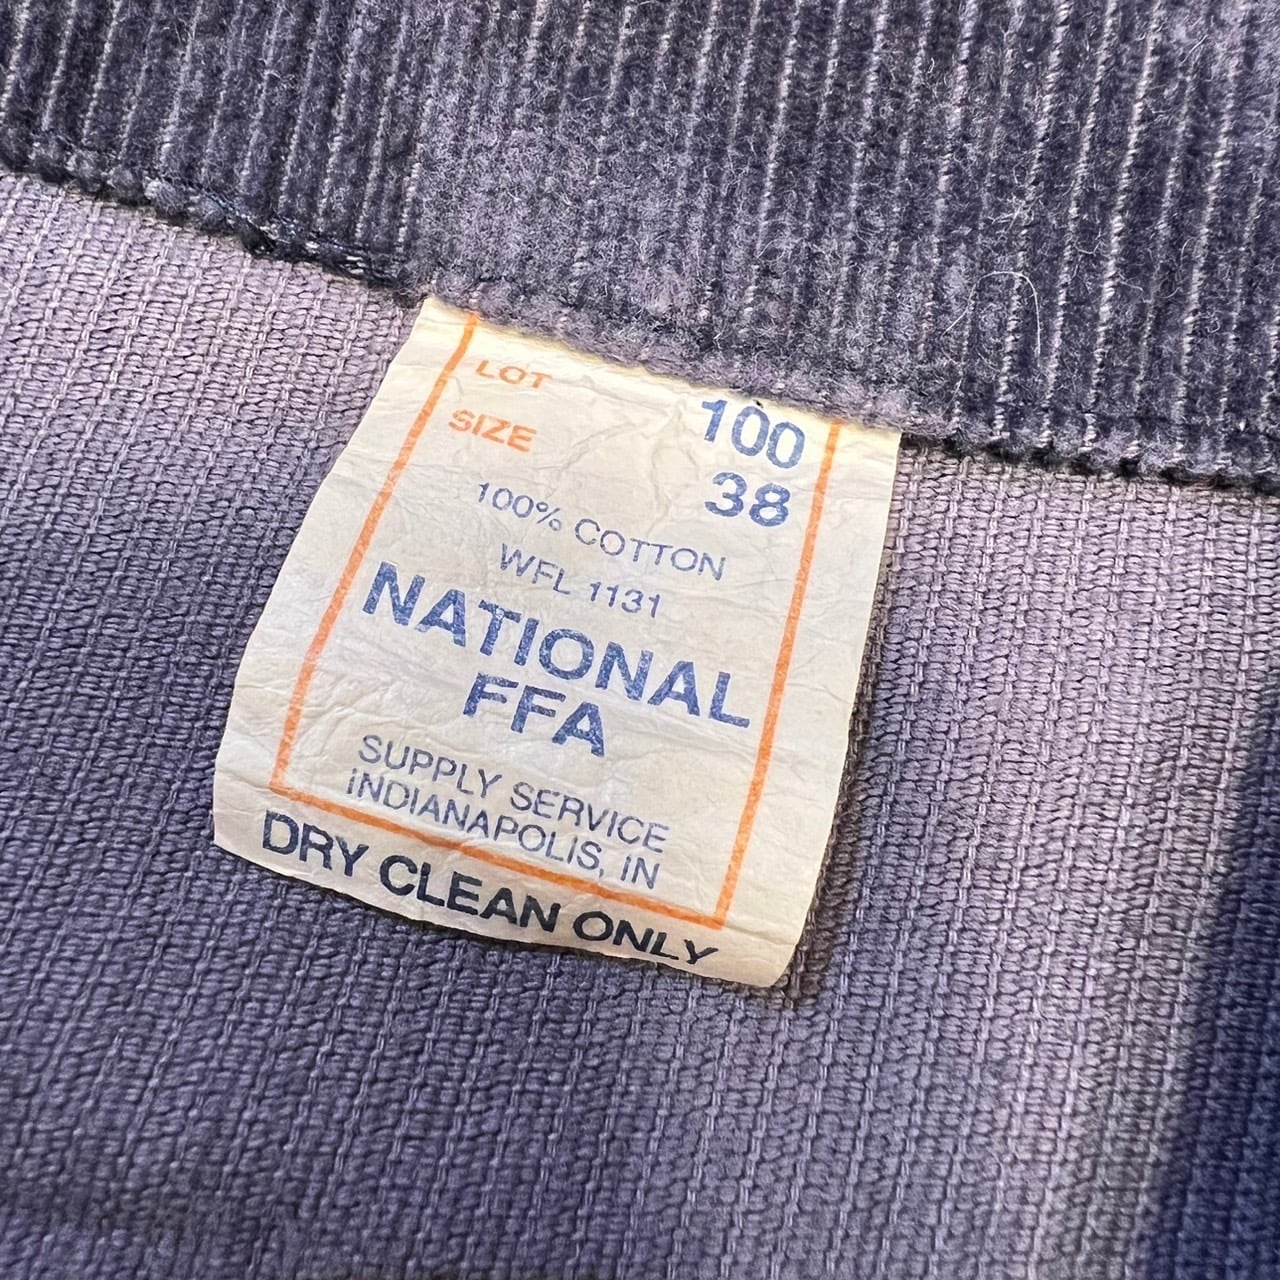 LOT 100
SIZE 38
100% COTTON
WFL 1131
NATIONAL
FFA
SUPPLY SERVICE
INDIANAPOLIS, IN
DRY CLEAN ONLY